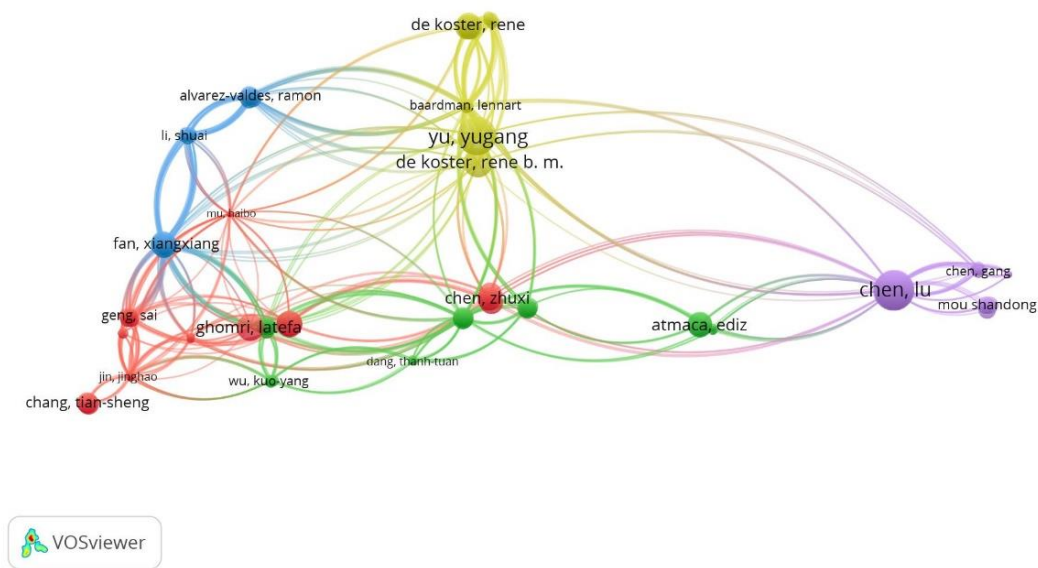 de koster, rene
alvarez-valdes, ramon
baardman, lennart
li, shuai
yu, yugang
de koster, rene b. m.
mu, haibo
fan, xiangxiang
chen, gang
chen, lu
chen, zhuxi
mou shandong
geng, sai
ghomri, latefa
atmaca, ediz
dang, thanh-tuan
jin, jinghao
wu, kuo-yang
chang, tian-sheng
VOSviewer